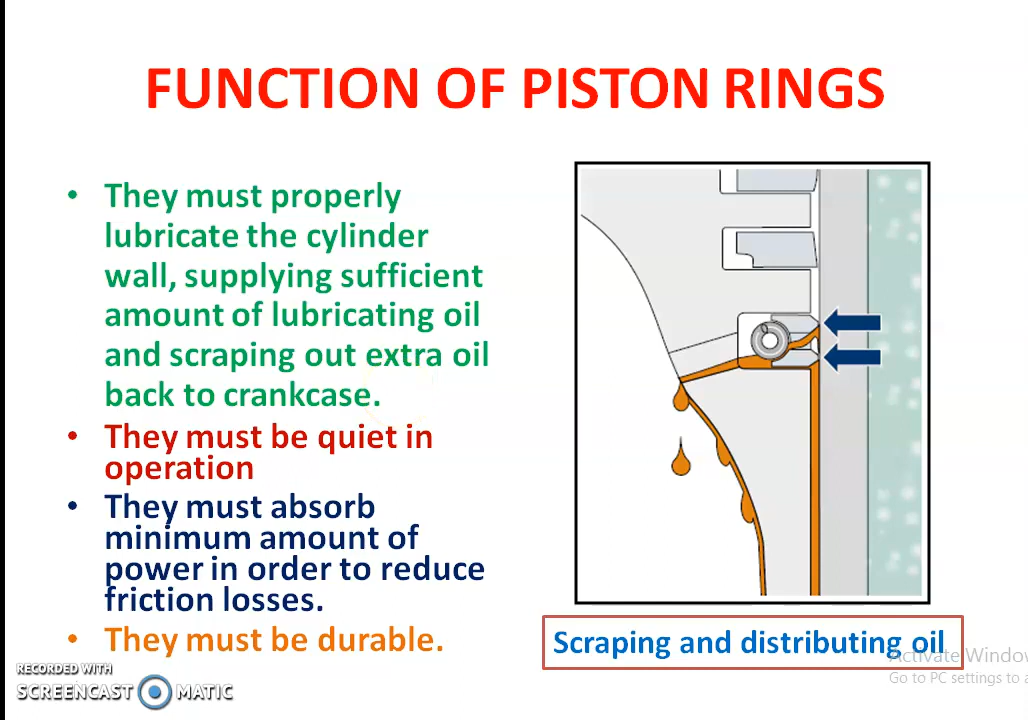 FUNCTION OF PISTON RINGS
• They must properly
lubricate the cylinder
wall, supplying sufficient
amount of lubricating oil
and scraping out extra oil
back to crankcase.
• They must be quiet in
operation
• They must absorb
minimum amount of
power in order to reduce
friction losses.
• They must be durable.
Scraping and distributing oil
Activate Window
Go to PC settings to a
RECORDED WITH
SCREENCAST MATIC